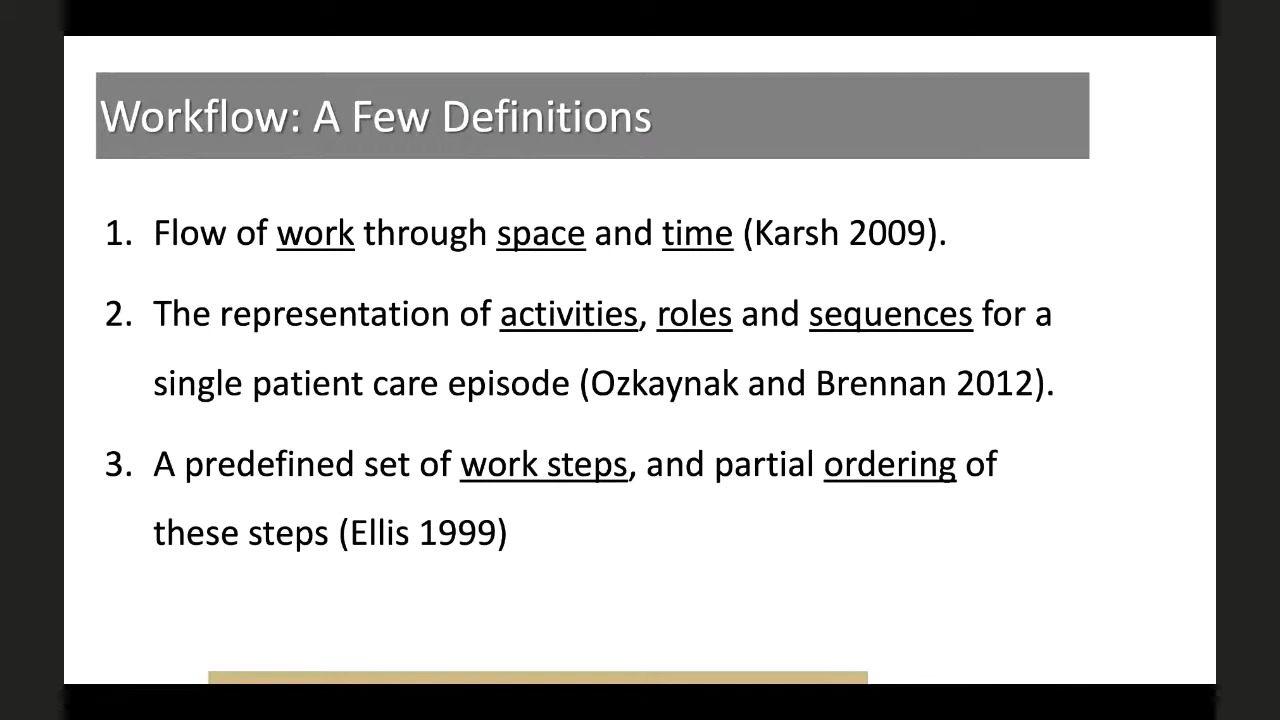 Workflow: A Few Definitions
1. Flow of work through space and time (Karsh 2009).
2. The representation of activities, roles and sequences for a
single patient care episode (Ozkaynak and Brennan 2012).
3. A predefined set of work steps, and partial ordering of
these steps (Ellis 1999)